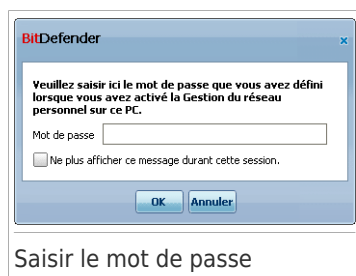 BitDefender
Veuillez saisir ici le mot de passe que vous avez défini
lorsque vous avez activé la Gestion du réseau
personnel sur ce PC.
Mot de passe
Ne plus afficher ce message durant cette session.
OK Annuler
Saisir le mot de passe